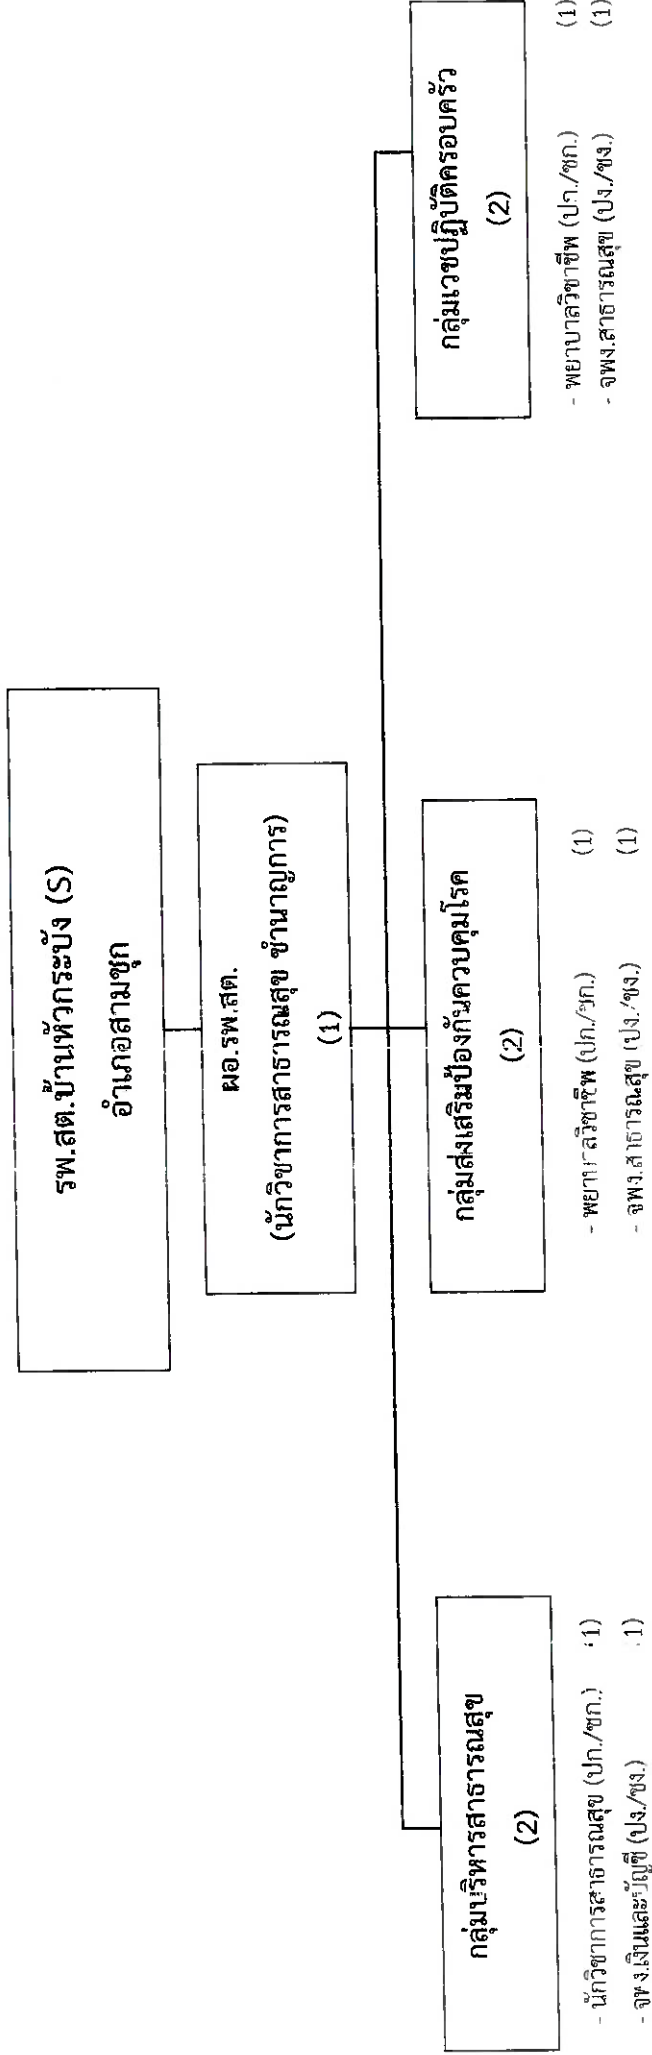 รพ.สต.บ้านหัวกระบัง (S)
อำเภอสามชุก
ผอ.รพ.สต.
(นักวิชาการสาธารณสุข ชำนาญการ)
(1)
กลุ่มบริหารสาธารณสุข
(2)
- นักวิชาการสาธารณสุข (ปก./ชก.) (1)
- จพง.เงินและบัญชี (ปง./ชง.) (1)
กลุ่มส่งเสริมป้องกันควบคุมโรค
(2)
- พยาบาลวิชาชีพ (ปก./ชก.) (1)
- จพง.สาธารณสุข (ปง./ชง.) (1)
กลุ่มเวชปฏิบัติครอบครัว
(2)
- พยาบาลวิชาชีพ (ปก./ชก.) (1)
- จพง.สาธารณสุข (ปง./ชง.) (1)